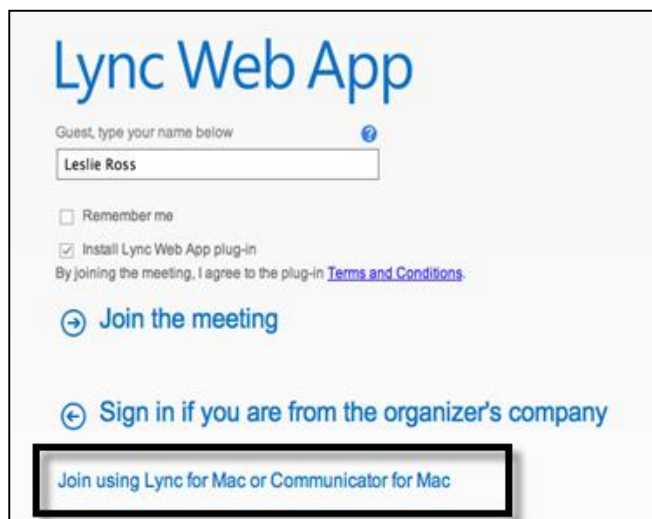 Lync Web App
Guest, type your name below
Leslie Ross
Remember me
Install Lync Web App plug-in
By joining the meeting, I agree to the plug-in Terms and Conditions.
Join the meeting
Sign in if you are from the organizer's company
Join using Lync for Mac or Communicator for Mac